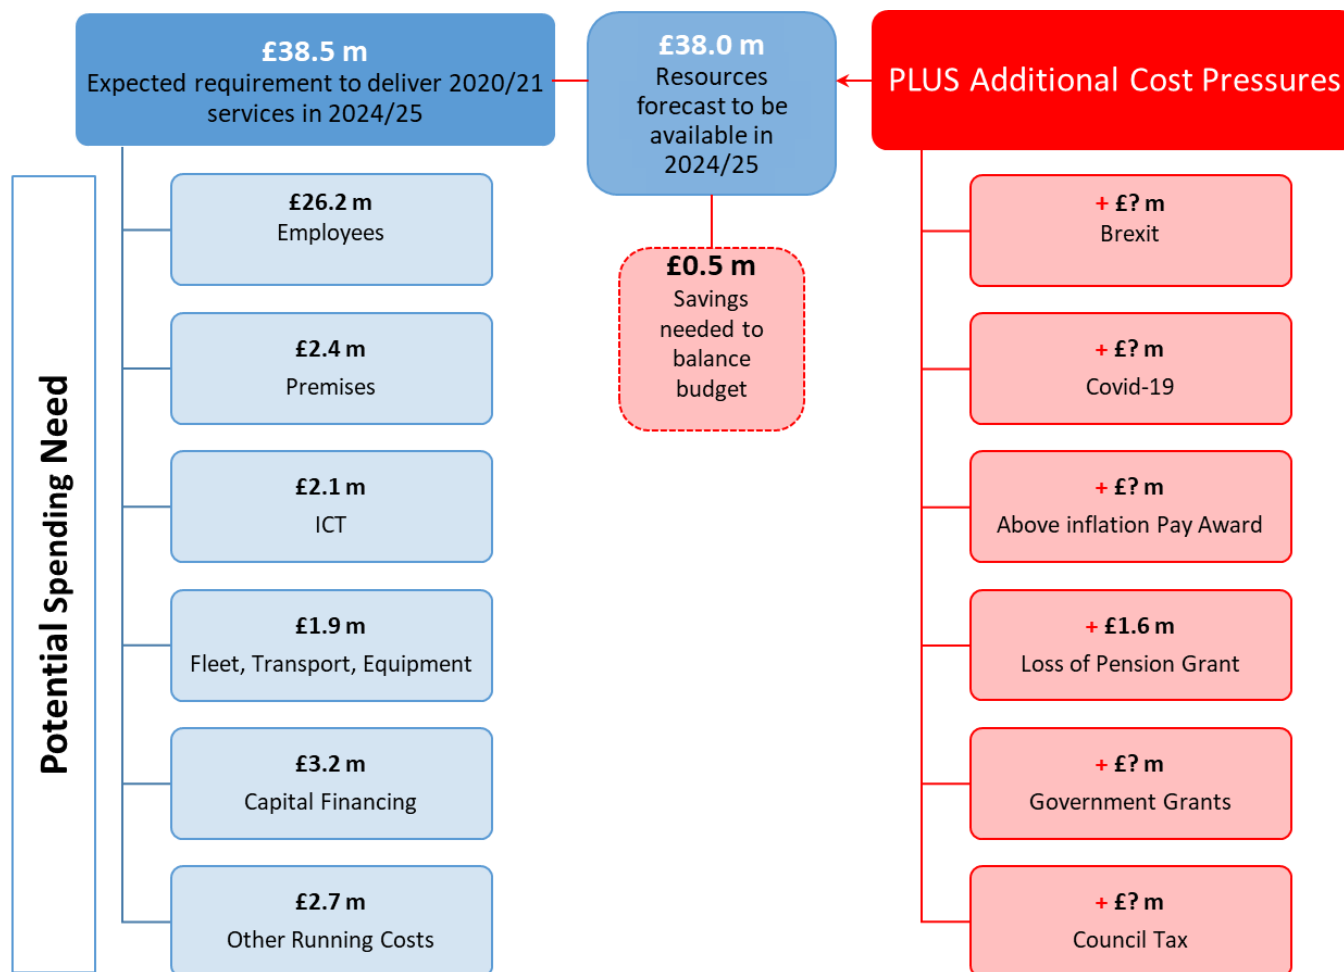 £38.5 m
Expected requirement to deliver 2020/21
services in 2024/25
£38.0 m
Resources
forecast to be
available in
2024/25
PLUS Additional Cost Pressures
Potential Spending Need
£26.2 m
Employees
£2.4 m
Premises
£2.1 m
ICT
£1.9 m
Fleet, Transport, Equipment
£3.2 m
Capital Financing
£2.7 m
Other Running Costs
£0.5 m
Savings
needed to
balance
budget
+ £? m
Brexit
+ £? m
Covid-19
+ £? m
Above inflation Pay Award
+ £1.6 m
Loss of Pension Grant
+ £? m
Government Grants
+ £? m
Council Tax